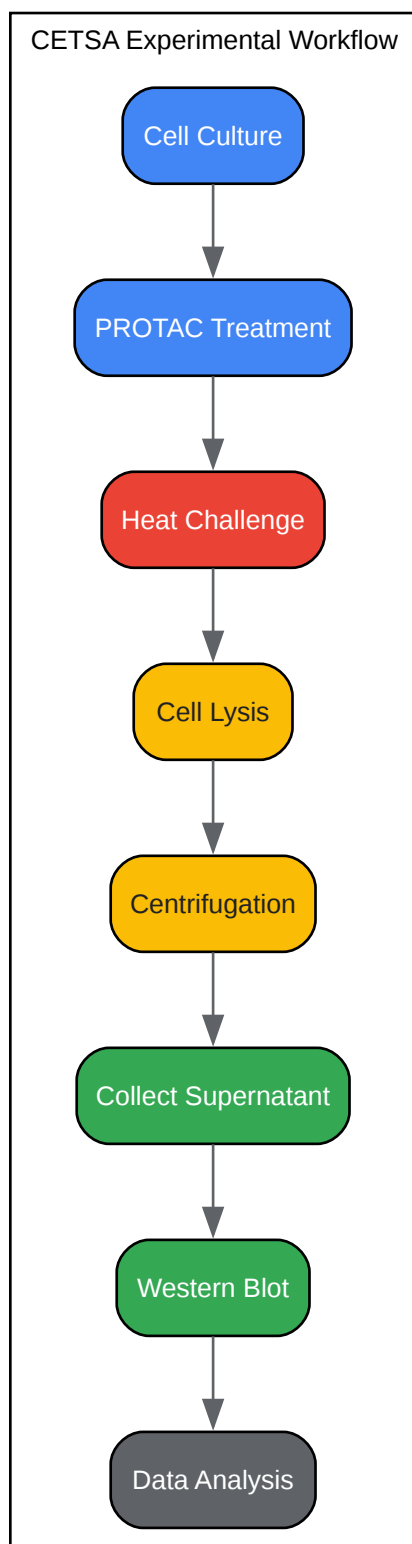 CETSA Experimental Workflow
Cell Culture
PROTAC Treatment
Heat Challenge
Cell Lysis
Centrifugation
Collect Supernatant
Western Blot
Data Analysis